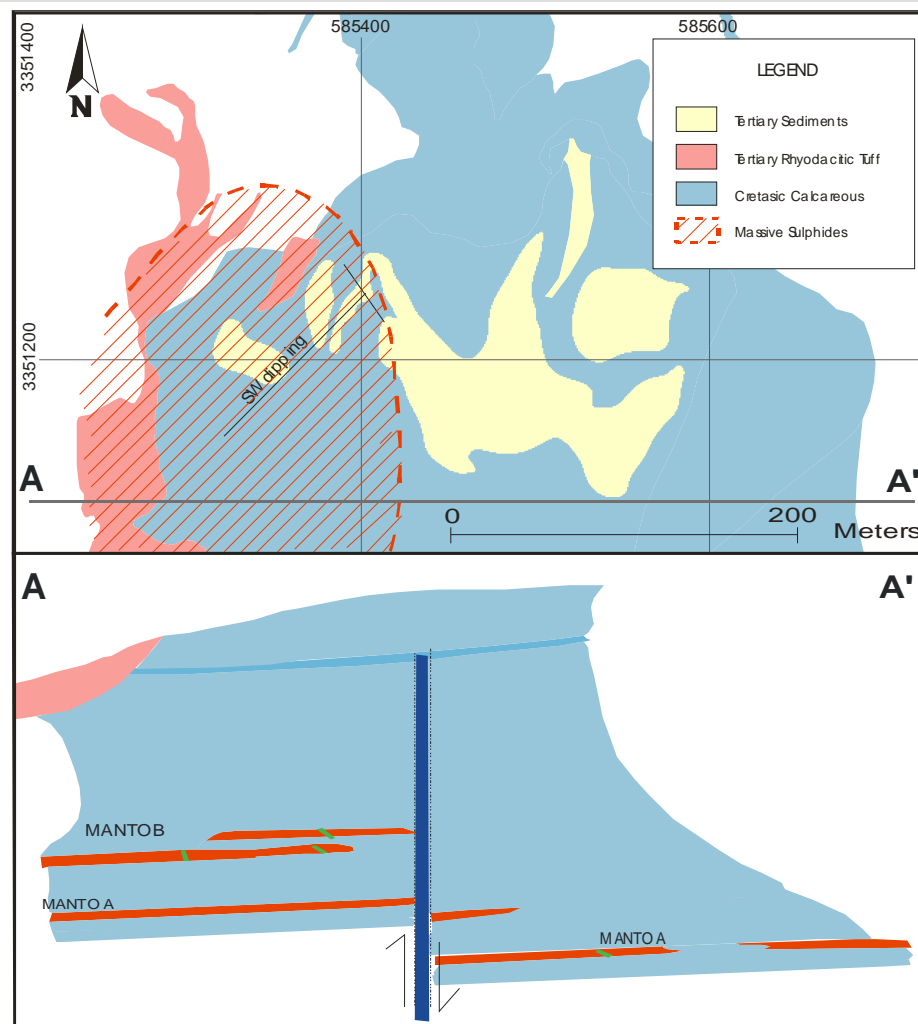 585400
585600
3351400
N
LEGEND
Tertiary Sediments
Tertiary Rhyodacitic Tuff
Cretasic Calcareous
Massive Sulphides
3351200
SW dipping
A
A'
0
200
Meters
A
A'
MANTO B
MANTO A
MANTO A